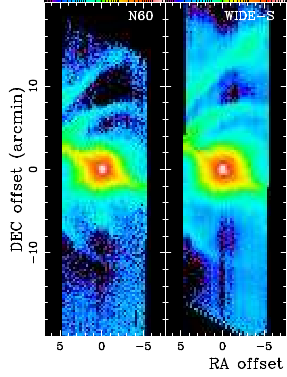 N60 WIDE-S
DEC offset (arcmin)
10
0
−10
5 0 −5 5 0 −5
RA offset